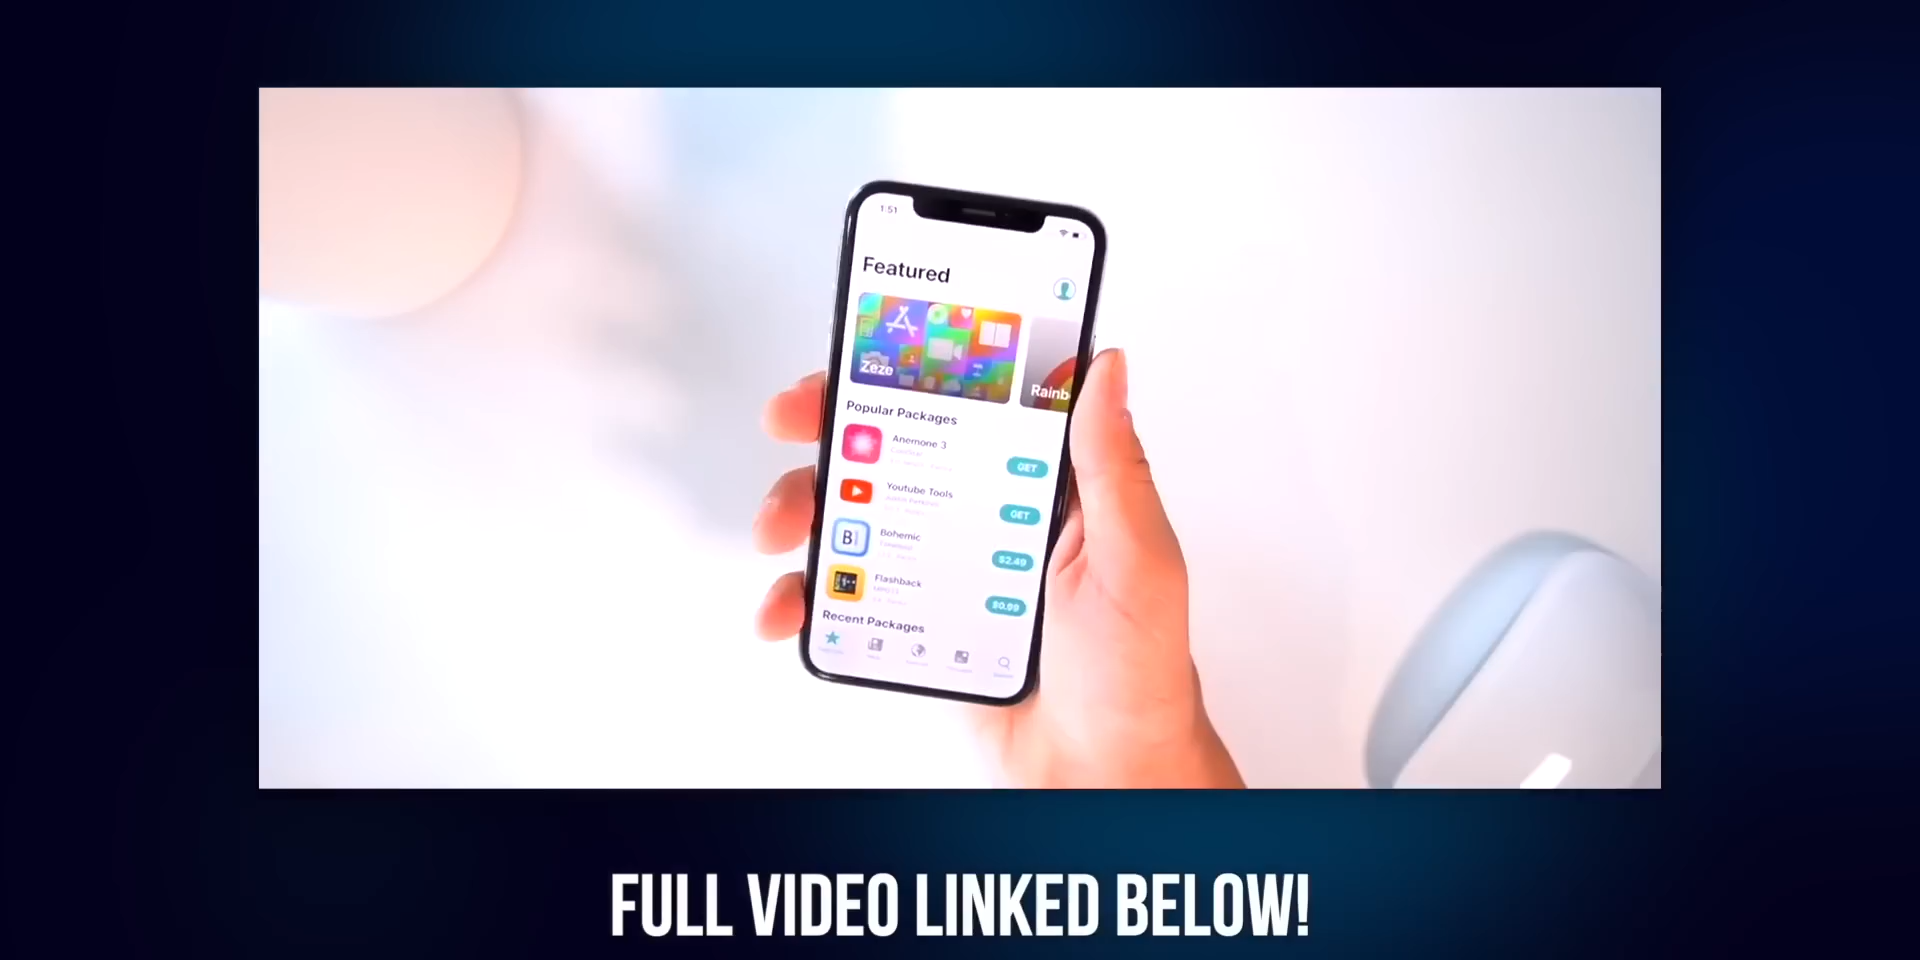 1:51
Featured
Zeze
Rainb
Popular Packages
Anemone 3
GET
Youtube Tools
GET
Bohemic
$2.49
Flashback
$0.99
Recent Packages
FULL VIDEO LINKED BELOW!